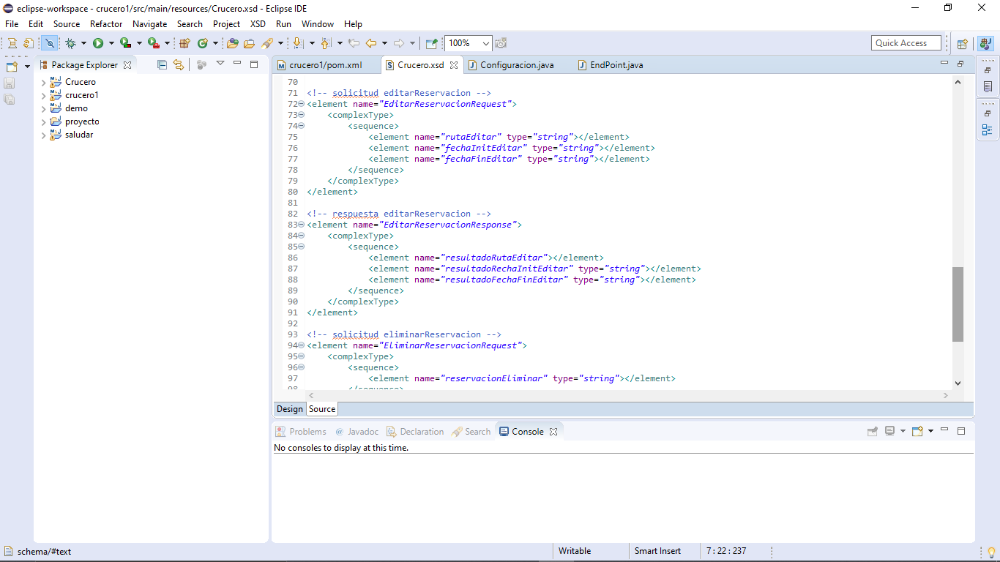 eclipse-workspace - crucero1/src/main/resources/Crucero.xsd - Eclipse IDE
File Edit Source Refactor Navigate Search Project XSD Run Window Help
100%
Quick Access
Package Explorer
Crucero
crucero1
demo
proyecto
saludar
crucero1/pom.xml Crucero.xsd Configuracion.java EndPoint.java
70
71 <!-- solicitud editarReservacion -->
72 <element name="EditarReservacionRequest">
73 <complexType>
74 <sequence>
75 <element name="rutaEditar" type="string"></element>
76 <element name="fechaInitEditar" type="string"></element>
77 <element name="fechaFinEditar" type="string"></element>
78 </sequence>
79 </complexType>
80 </element>
81
82 <!-- respuesta editarReservacion -->
83 <element name="EditarReservacionResponse">
84 <complexType>
85 <sequence>
86 <element name="resultadoRutaEditar"></element>
87 <element name="resultadoRechaInitEditar" type="string"></element>
88 <element name="resultadoFechaFinEditar" type="string"></element>
89 </sequence>
90 </complexType>
91 </element>
92
93 <!-- solicitud eliminarReservacion -->
94 <element name="EliminarReservacionRequest">
95 <complexType>
96 <sequence>
97 <element name="reservacionEliminar" type="string"></element>
98 </sequence>
Design Source
Problems @ Javadoc Declaration Search Console
No consoles to display at this time.
schema/#text
Writable Smart Insert 7 : 22 : 237